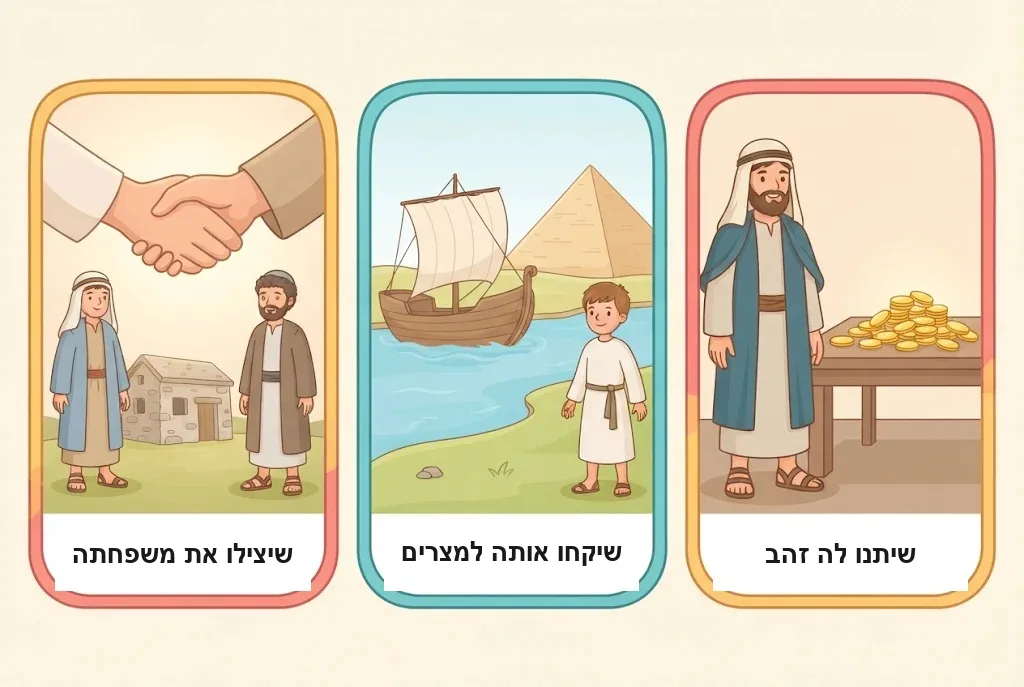 שיתנו לה זהב
שיקחו אותה למצרים
שיצילו את משפחתה